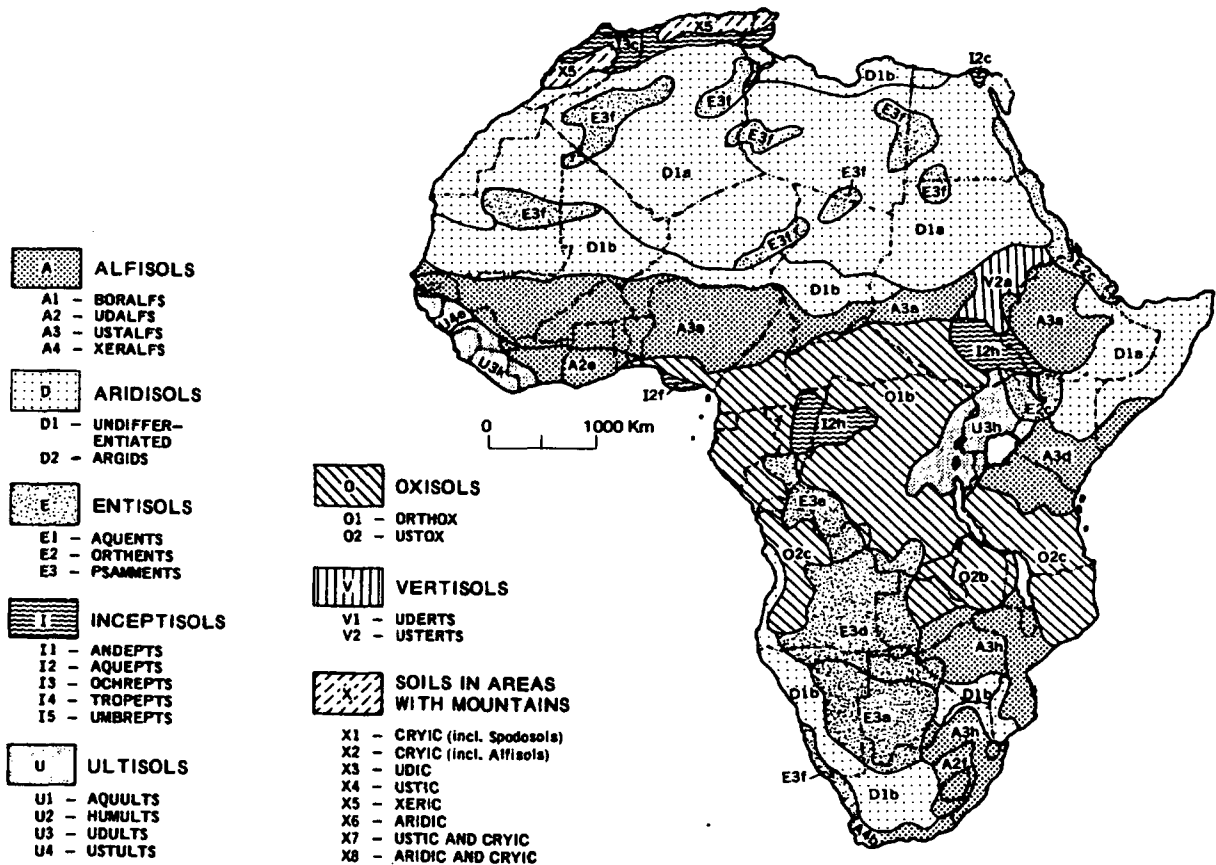 A ALFISOLS
A1 – BORALFS
A2 – UDALFS
A3 – USTALFS
A4 – XERALFS
D ARIDISOLS
D1 – UNDIFFER-
ENTIATED
D2 – ARGIDS
E ENTISOLS
E1 – AQUENTS
E2 – ORTHENTS
E3 – PSAMMENTS
I INCEPTISOLS
I1 – ANDEPTS
I2 – AQUEPTS
I3 – OCHREPTS
I4 – TROPEPTS
I5 – UMBREPTS
U ULTISOLS
U1 – AQUULTS
U2 – HUMULTS
U3 – UDULTS
U4 – USTULTS
O OXISOLS
O1 – ORTHOX
O2 – USTOX
V VERTISOLS
V1 – UDERTS
V2 – USTERTS
X SOILS IN AREAS
WITH MOUNTAINS
X1 – CRYIC (incl. Spodosols)
X2 – CRYIC (incl. Alfisols)
X3 – UDIC
X4 – USTIC
X5 – XERIC
X6 – ARIDIC
X7 – USTIC AND CRYIC
X8 – ARIDIC AND CRYIC
0 1000 Km
X5
I3c
X5
I2c
D1b
E3f
E3f
E3f
E3f
D1a
E3f
E3f
E3f
D1b
E3f
D1a
E2c
D1b
V2a
A3a
A3a
A3a
U3h
A2a
I2h
D1a
I2f
O1b
E2c
I2h
U3h
A3d
E3a
O2c
O2c
O2b
E3d
A3h
D1b
D1b
E3a
A3h
E3f
A2f
D1b